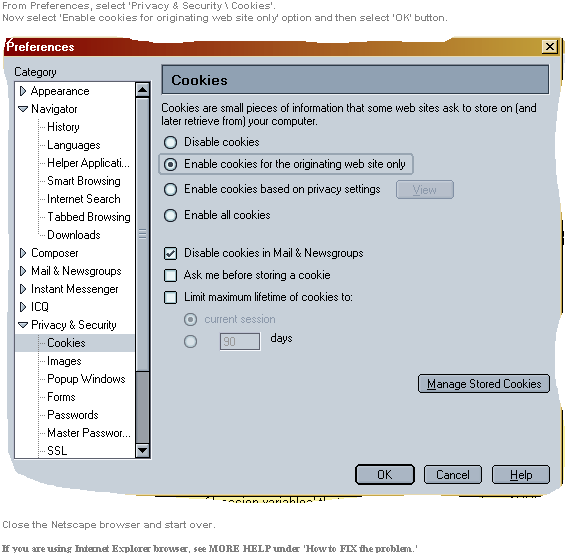 From Preferences, select 'Privacy & Security \ Cookies'.
Now select 'Enable cookies for originating web site only' option and then select 'OK' button.
Preferences
Category
Appearance
Navigator
History
Languages
Helper Applicati...
Smart Browsing
Internet Search
Tabbed Browsing
Downloads
Composer
Mail & Newsgroups
Instant Messenger
ICQ
Privacy & Security
Cookies
Images
Popup Windows
Forms
Passwords
Master Passwor...
SSL
Cookies
Cookies are small pieces of information that some web sites ask to store on (and
later retrieve from) your computer.
Disable cookies
Enable cookies for the originating web site only
Enable cookies based on privacy settings View
Enable all cookies
Disable cookies in Mail & Newsgroups
Ask me before storing a cookie
Limit maximum lifetime of cookies to:
current session
90 days
Manage Stored Cookies
OK Cancel Help
Close the Netscape browser and start over.
If you are using Internet Explorer browser, see MORE HELP under 'How to FIX the problem.'